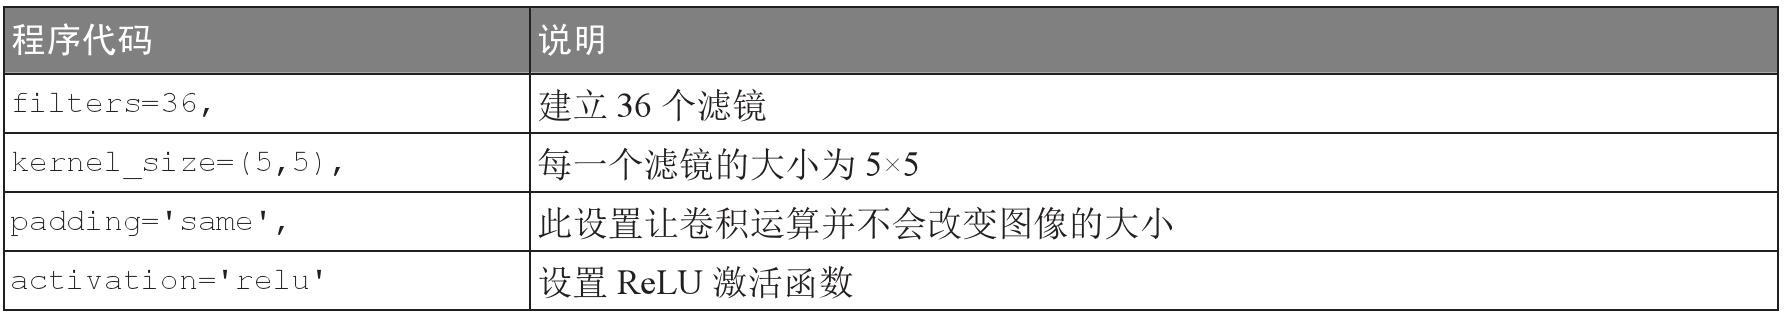 程序代码 说明
filters=36, 建立 36 个滤镜
kernel_size=(5,5), 每一个滤镜的大小为 5×5
padding='same', 此设置让卷积运算并不会改变图像的大小
activation='relu' 设置 ReLU 激活函数